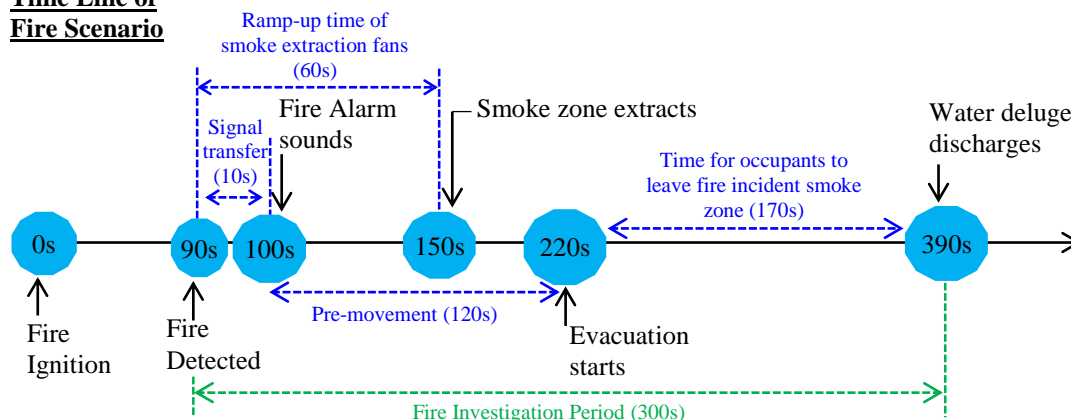 Time Line of
Fire Scenario
Ramp-up time of
smoke extraction fans
(60s)
Fire Alarm
sounds
Smoke zone extracts
Water deluge
discharges
Signal
transfer
(10s)
Time for occupants to
leave fire incident smoke
zone (170s)
0s
90s
100s
150s
220s
390s
Pre-movement (120s)
Fire
Ignition
Fire
Detected
Evacuation
starts
Fire Investigation Period (300s)